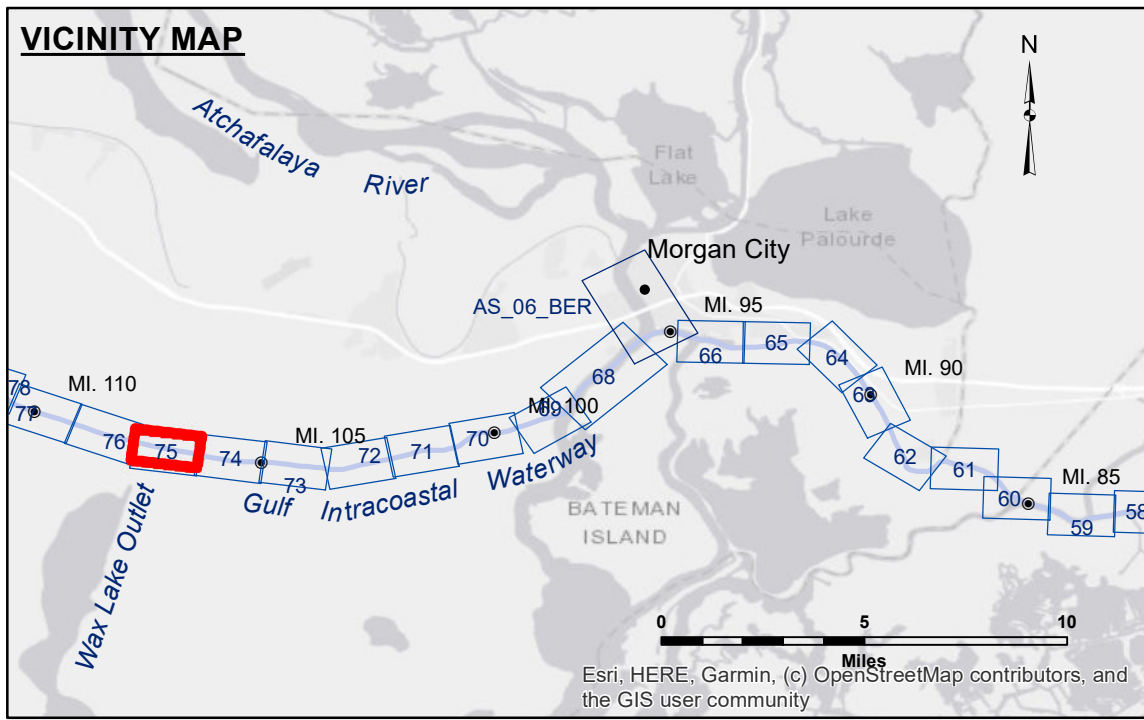 VICINITY MAP
N
Atchafalaya
River
Flat
Lake
Lake
Palourde
Morgan City
AS_06_BER
MI. 95
66
65
64
MI. 90
63
68
78
MI. 110
77
69
MI. 100
76
75
74
MI. 105
73
72
71
70
62
61
60
MI. 85
59
58
Gulf
Intracoastal
Waterway
BATEMAN
ISLAND
Wax Lake Outlet
0
5
10
Miles
Esri, HERE, Garmin, (c) OpenStreetMap contributors, and
the GIS user community